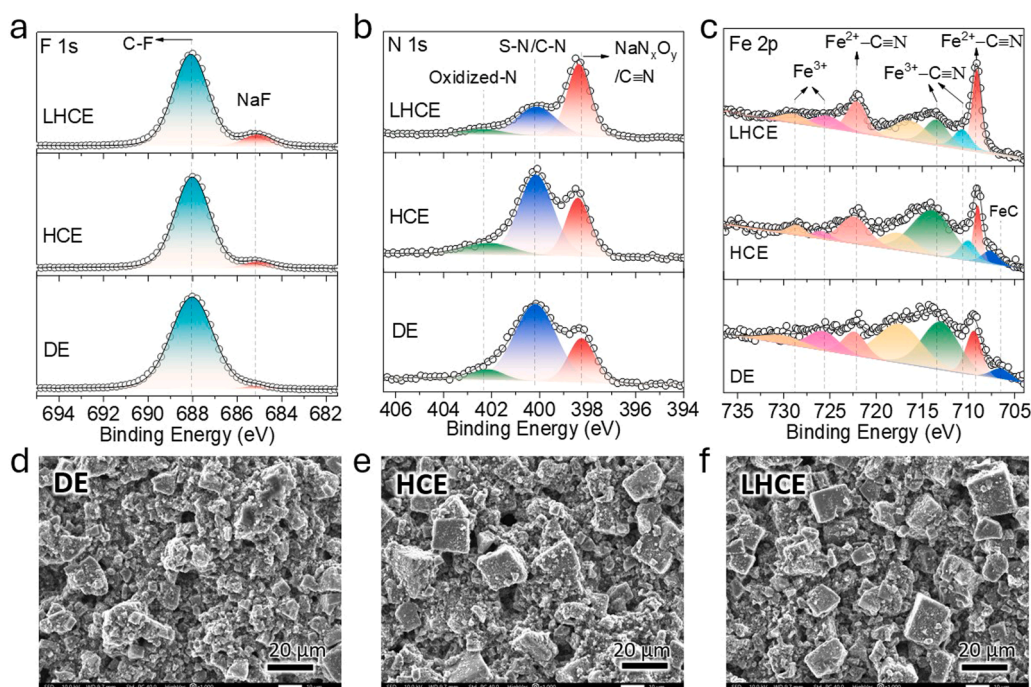 a
F 1s
C-F
NaF
LHCE
HCE
DE
694 692 690 688 686 684 682
Binding Energy (eV)
b
N 1s
S-N/C-N
NaNxOy
/C≡N
Oxidized-N
LHCE
HCE
DE
406 404 402 400 398 396 394
Binding Energy (eV)
c
Fe 2p
Fe2+–C≡N
Fe2+–C≡N
Fe3+
Fe3+–C≡N
LHCE
FeC
HCE
DE
735 730 725 720 715 710 705
Binding Energy (eV)
d
DE
20 μm
e
HCE
20 μm
f
LHCE
20 μm